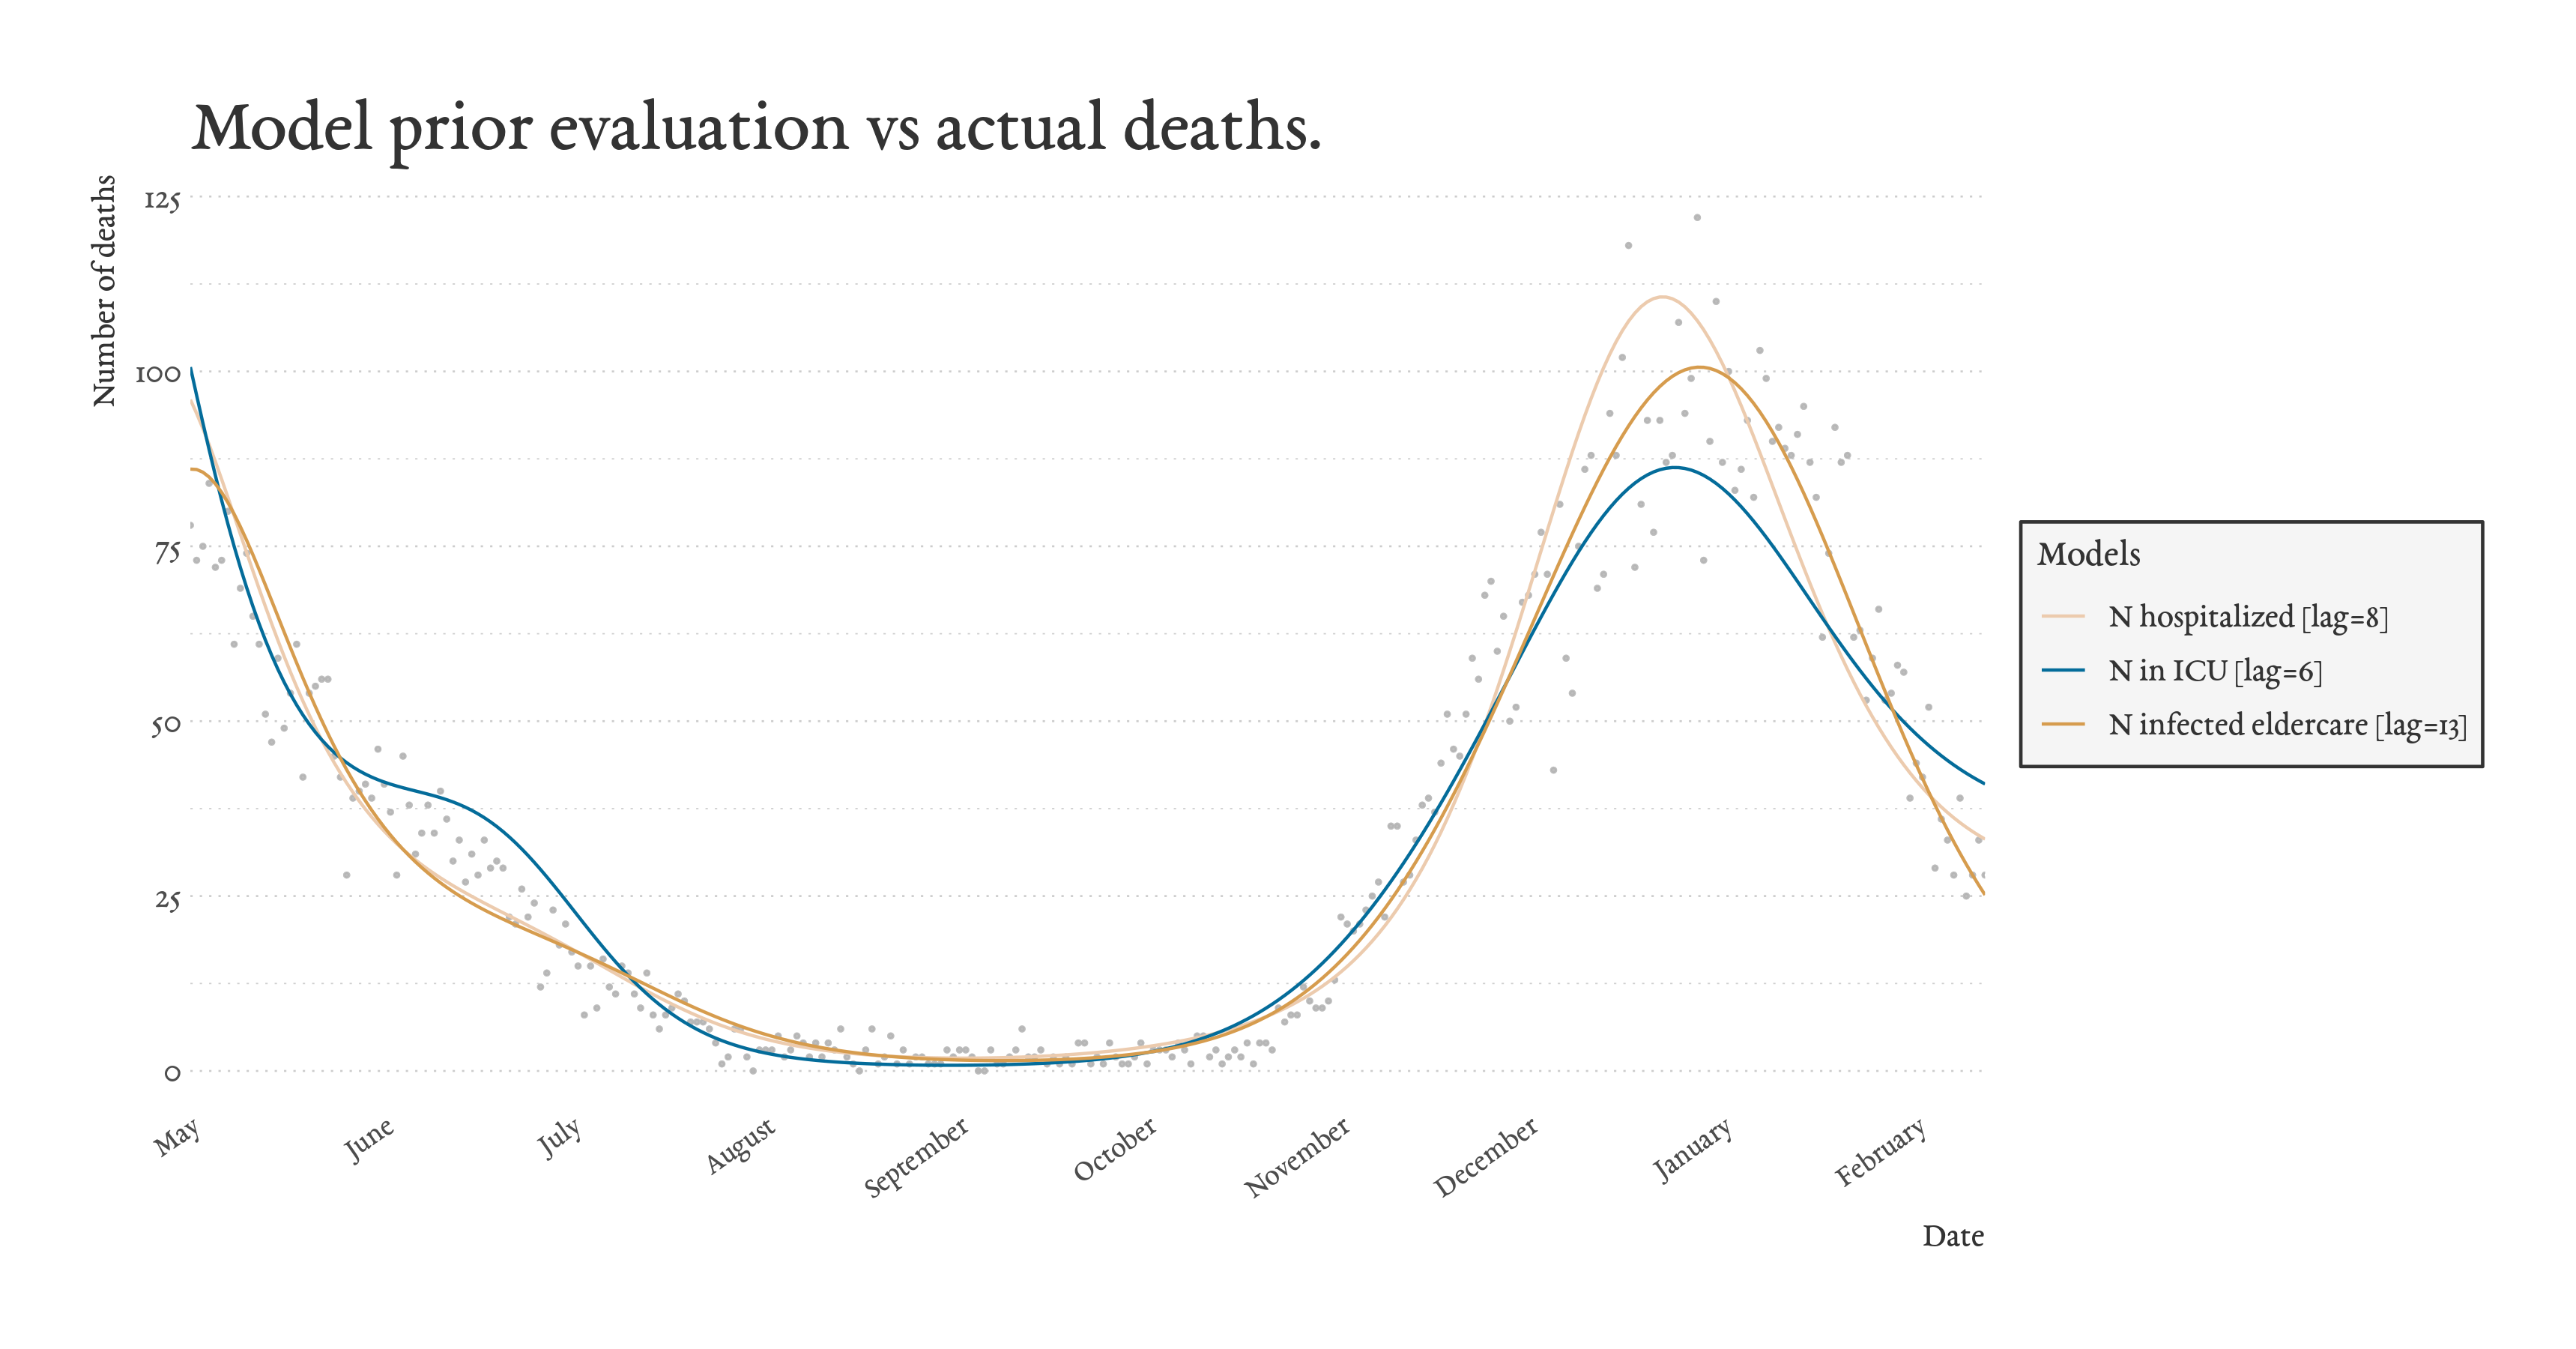 Model prior evaluation vs actual deaths.
Number of deaths
125
100
75
50
25
0
May
June
July
August
September
October
November
December
January
February
Date
Models
N hospitalized [lag=8]
N in ICU [lag=6]
N infected eldercare [lag=13]